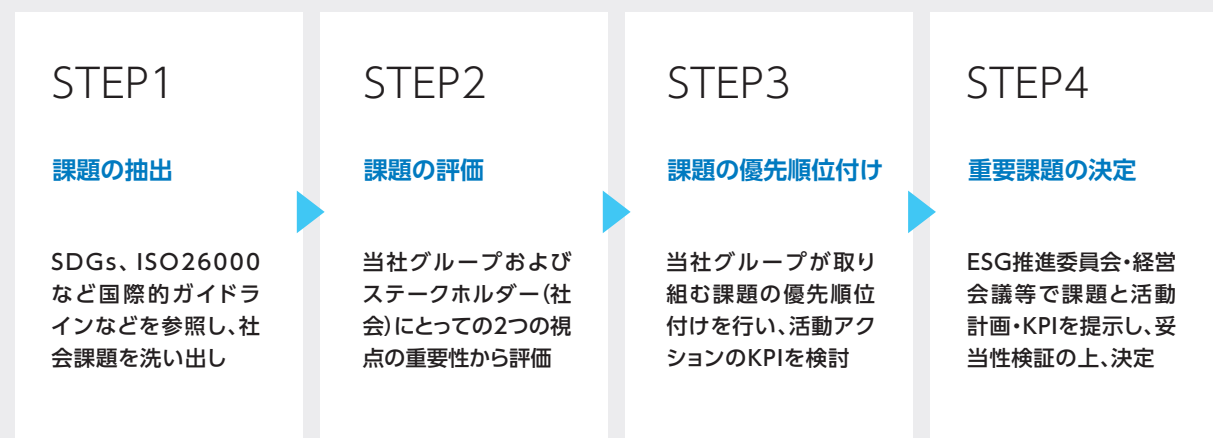 STEP1
課題の抽出
SDGs、ISO26000
など国際的ガイドラ
インなどを参照し、社
会課題を洗い出し
STEP2
課題の評価
当社グループおよび
ステークホルダー（社
会）にとっての2つの視
点の重要性から評価
STEP3
課題の優先順位付け
当社グループが取り
組む課題の優先順位
付けを行い、活動アク
ションのKPIを検討
STEP4
重要課題の決定
ESG推進委員会・経営
会議等で課題と活動
計画・KPIを提示し、妥
当性検証の上、決定